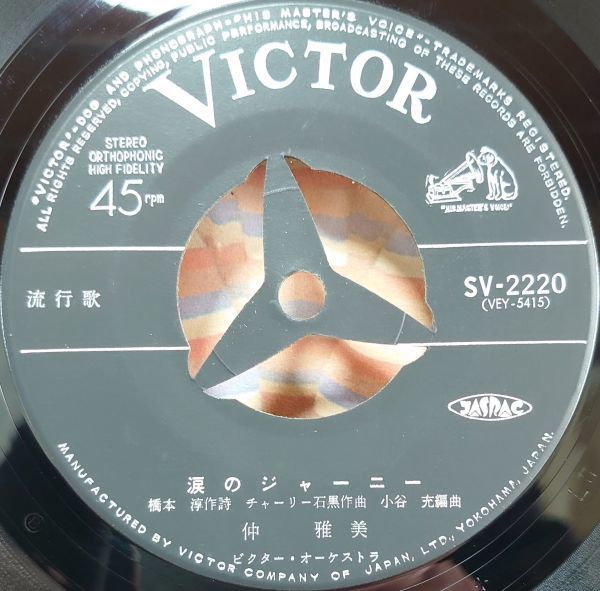 "VICTOR"-DOG AND PHONOGRAPH-"HIS MASTER'S VOICE"-TRADEMARKS REGISTERED.
ALL RIGHTS RESERVED, COPYING, PUBLIC PERFORMANCE, BROADCASTING OF THESE RECORDS ARE FORBIDDEN.
VICTOR
STEREO
ORTHOPHONIC
HIGH FIDELITY
45 rpm
"HIS MASTER'S VOICE"
流行歌
SV-2220
(VEY-5415)
JASRAC
涙のジャーニー
橋本 淳作詩 チャーリー石黒作曲 小谷 充編曲
仲 雅美
ビクター・オーケストラ
MANUFACTURED BY VICTOR COMPANY OF JAPAN, LTD., YOKOHAMA, JAPAN.